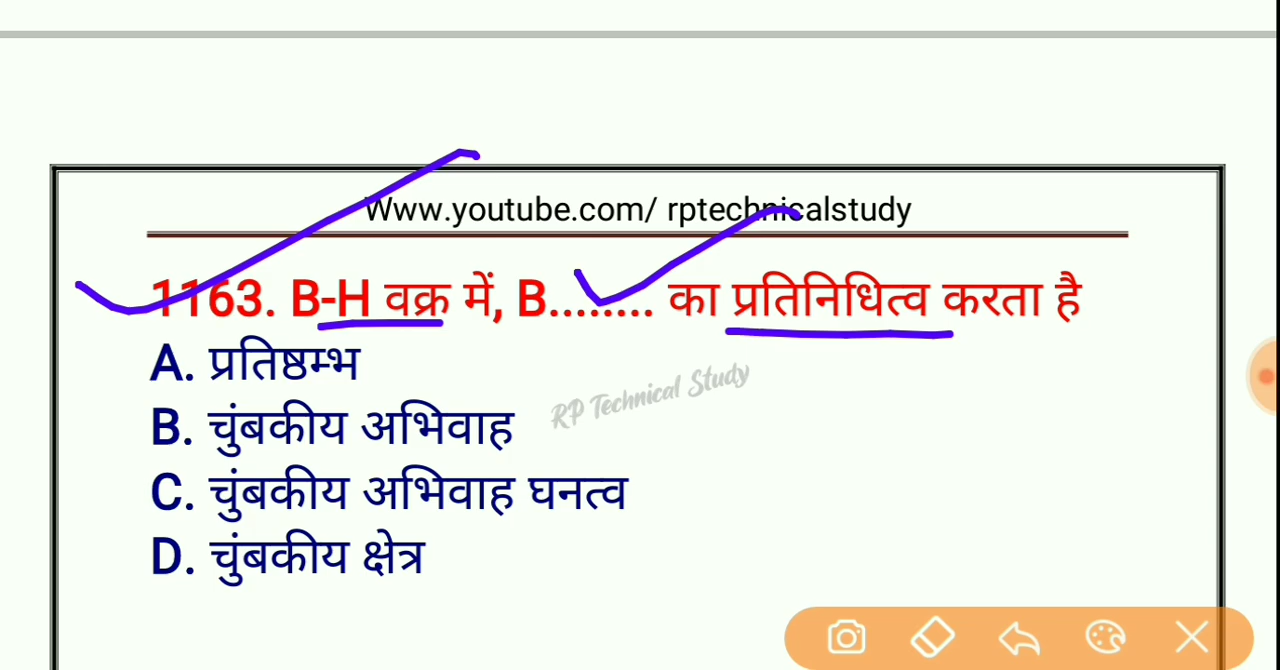 Www.youtube.com/ rptechnicalstudy
1163. B-H वक्र में, B........ का प्रतिनिधित्व करता है
A. प्रतिष्ठम्भ
RP Technical Study
B. चुंबकीय अभिवाह
C. चुंबकीय अभिवाह घनत्व
D. चुंबकीय क्षेत्र